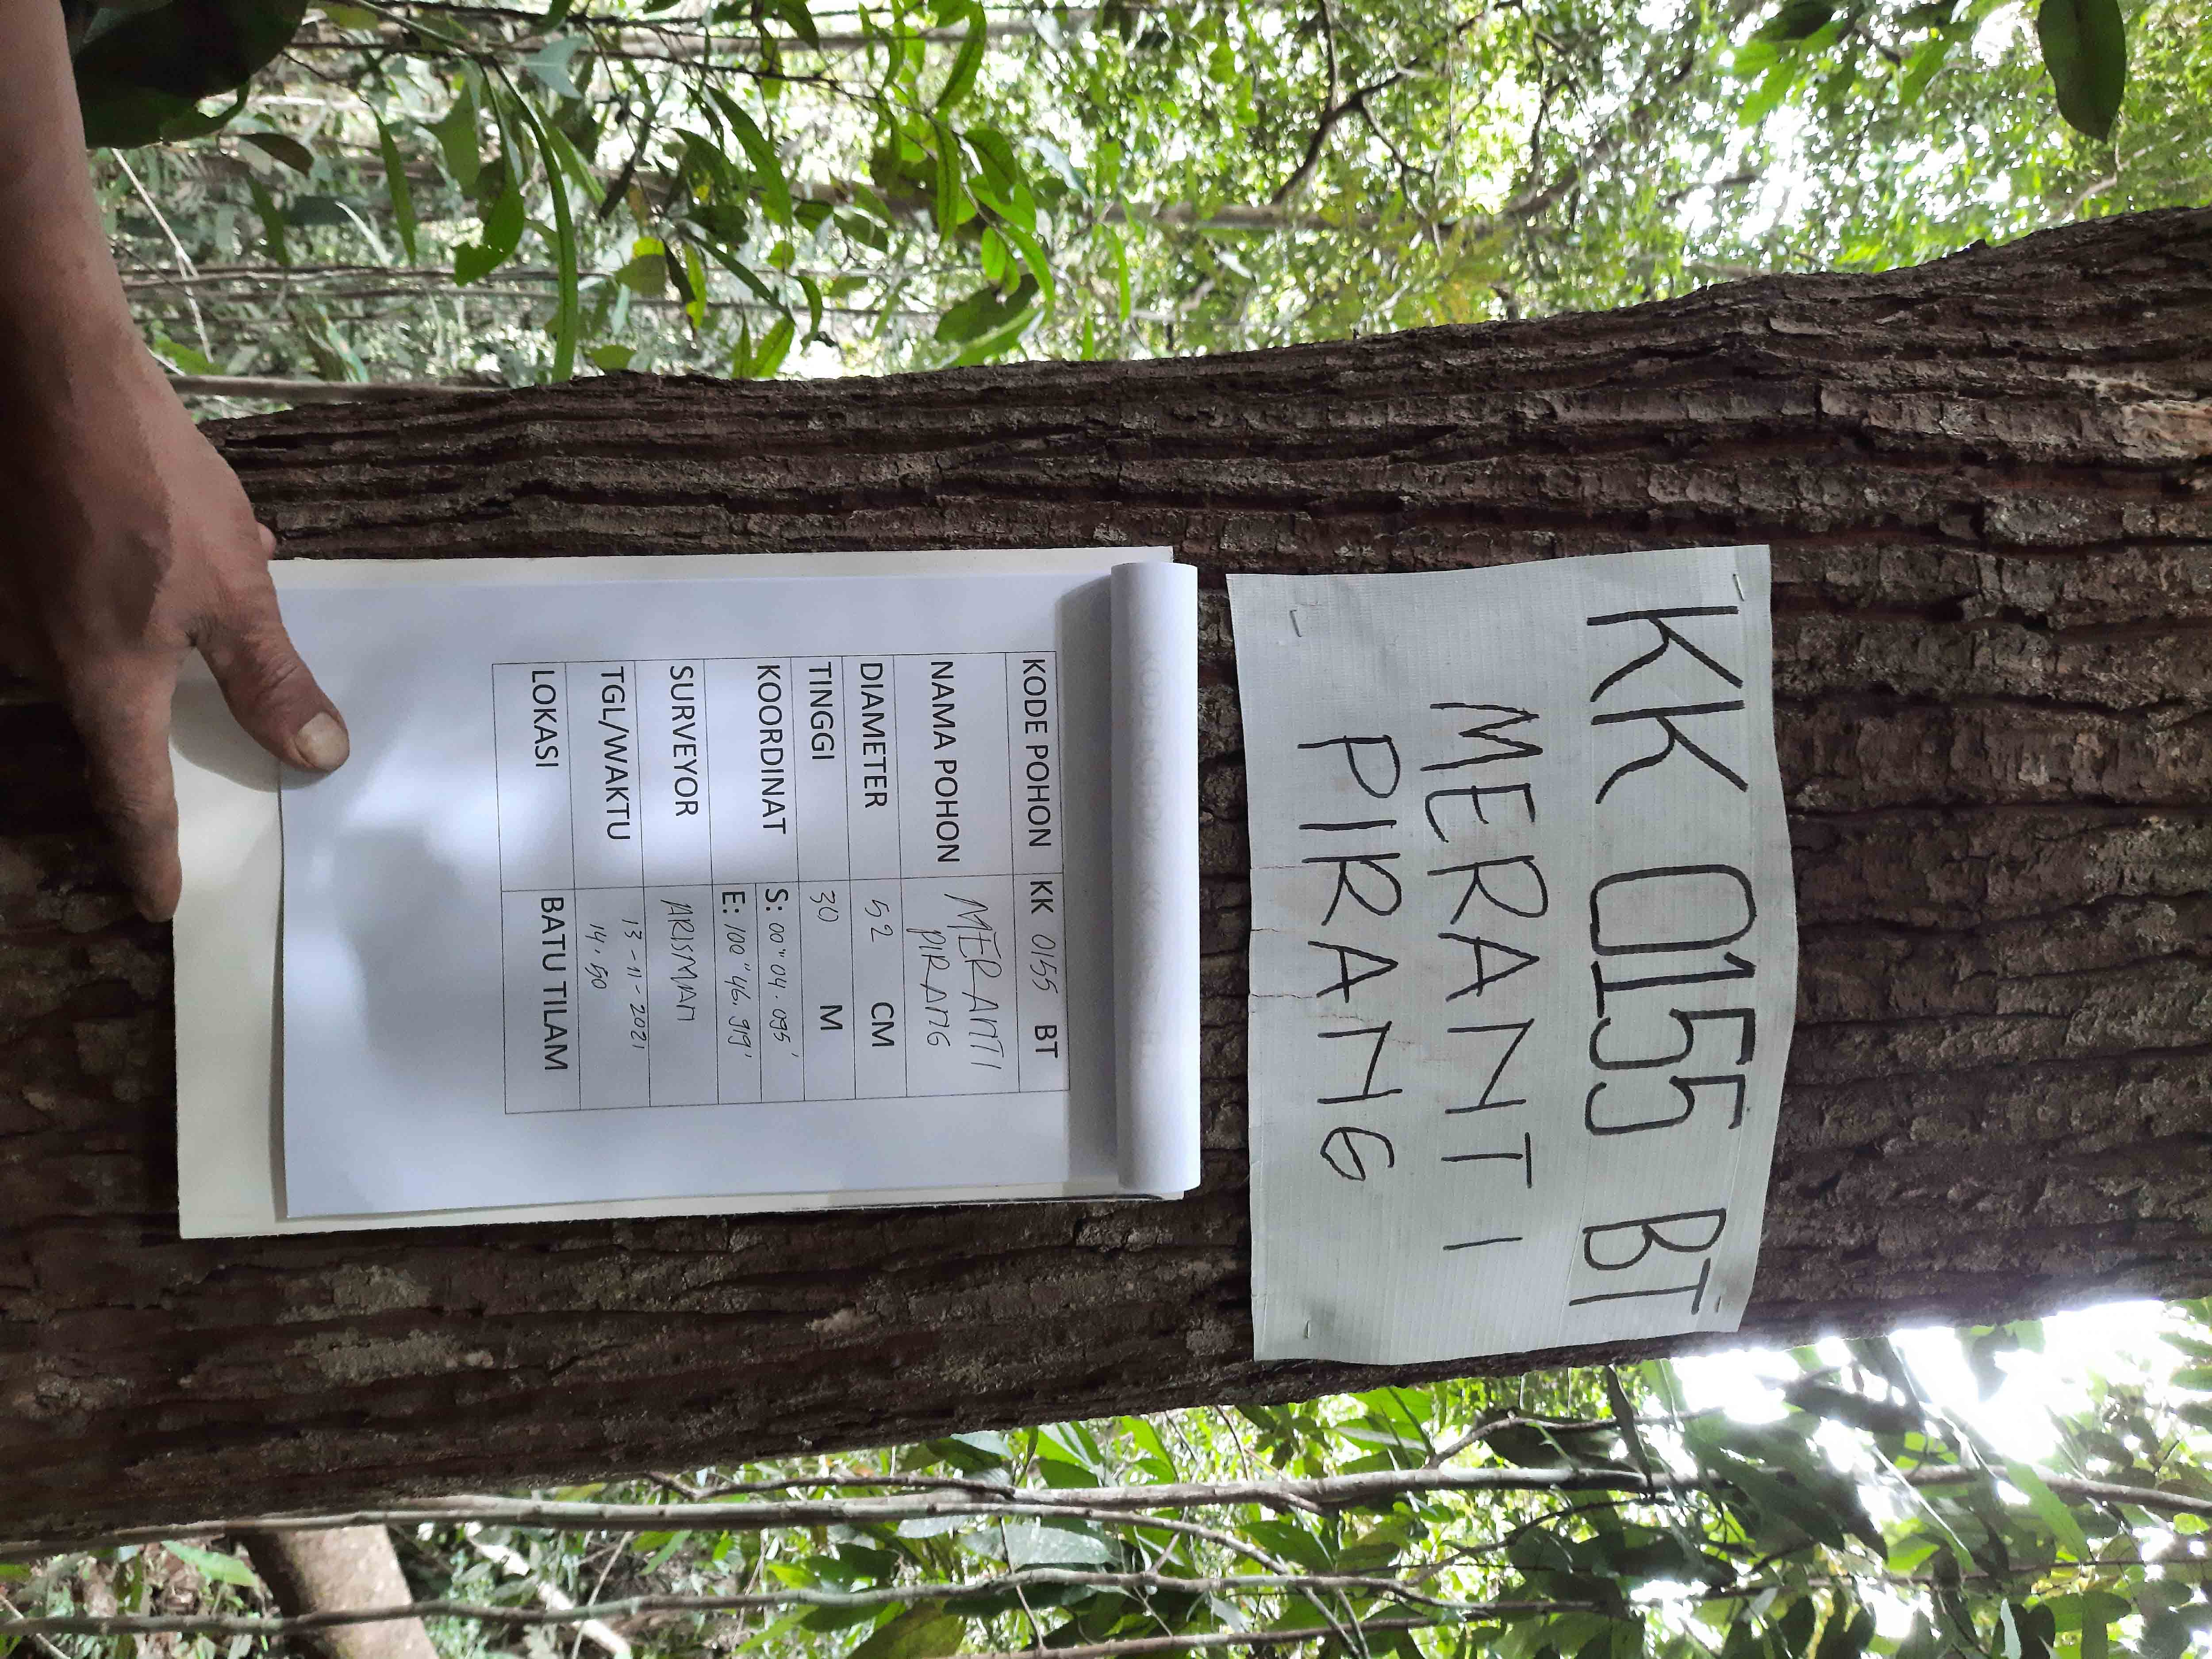 KK 0155 BT
MERANTI
PIRANG
KODE POHON KK 0155 BT
NAMA POHON MERANTI
PIRANG
DIAMETER 52 CM
TINGGI 30 M
KOORDINAT S: 00" 04. 095'
E: 100" 46. 919'
SURVEYOR ARISMAN
TGL/WAKTU 13-11-2021
14.50
LOKASI BATU TILAM